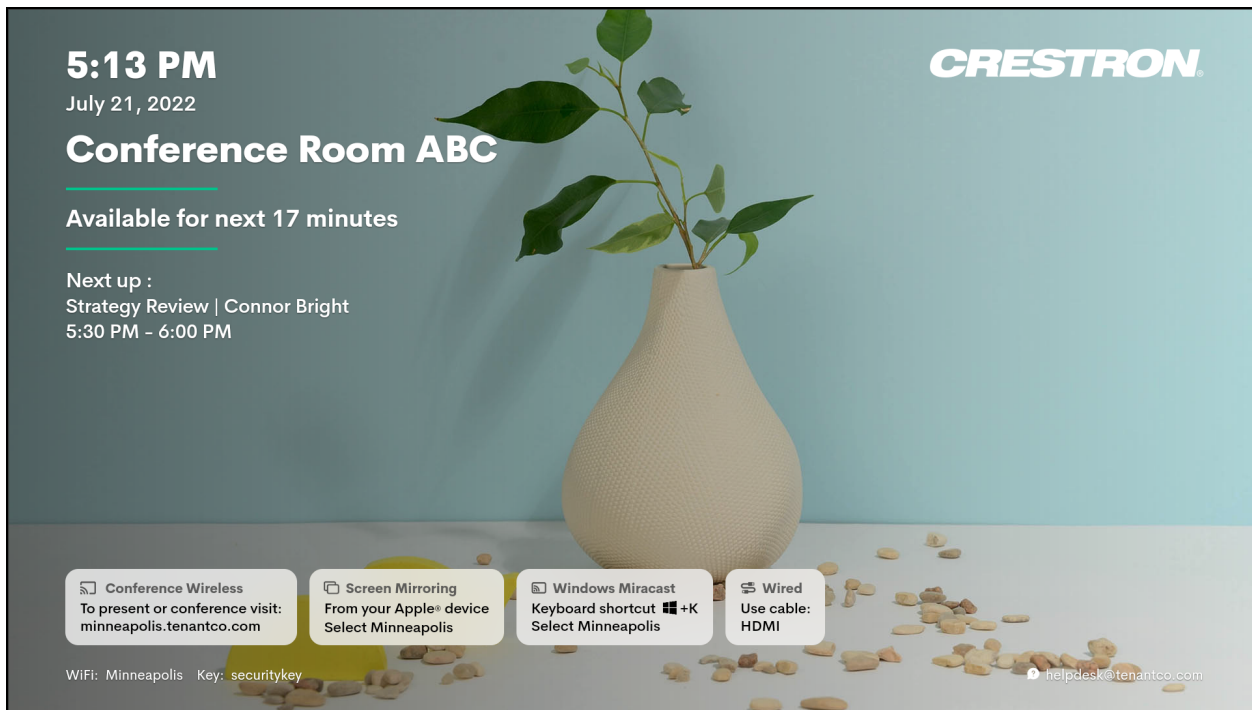 5:13 PM
July 21, 2022
CRESTRON®
Conference Room ABC
Available for next 17 minutes
Next up :
Strategy Review | Connor Bright
5:30 PM - 6:00 PM
Conference Wireless
To present or conference visit:
minneapolis.tenantco.com
Screen Mirroring
From your Apple® device
Select Minneapolis
Windows Miracast
Keyboard shortcut +K
Select Minneapolis
Wired
Use cable:
HDMI
WiFi: Minneapolis Key: securitykey
helpdesk@tenantco.com